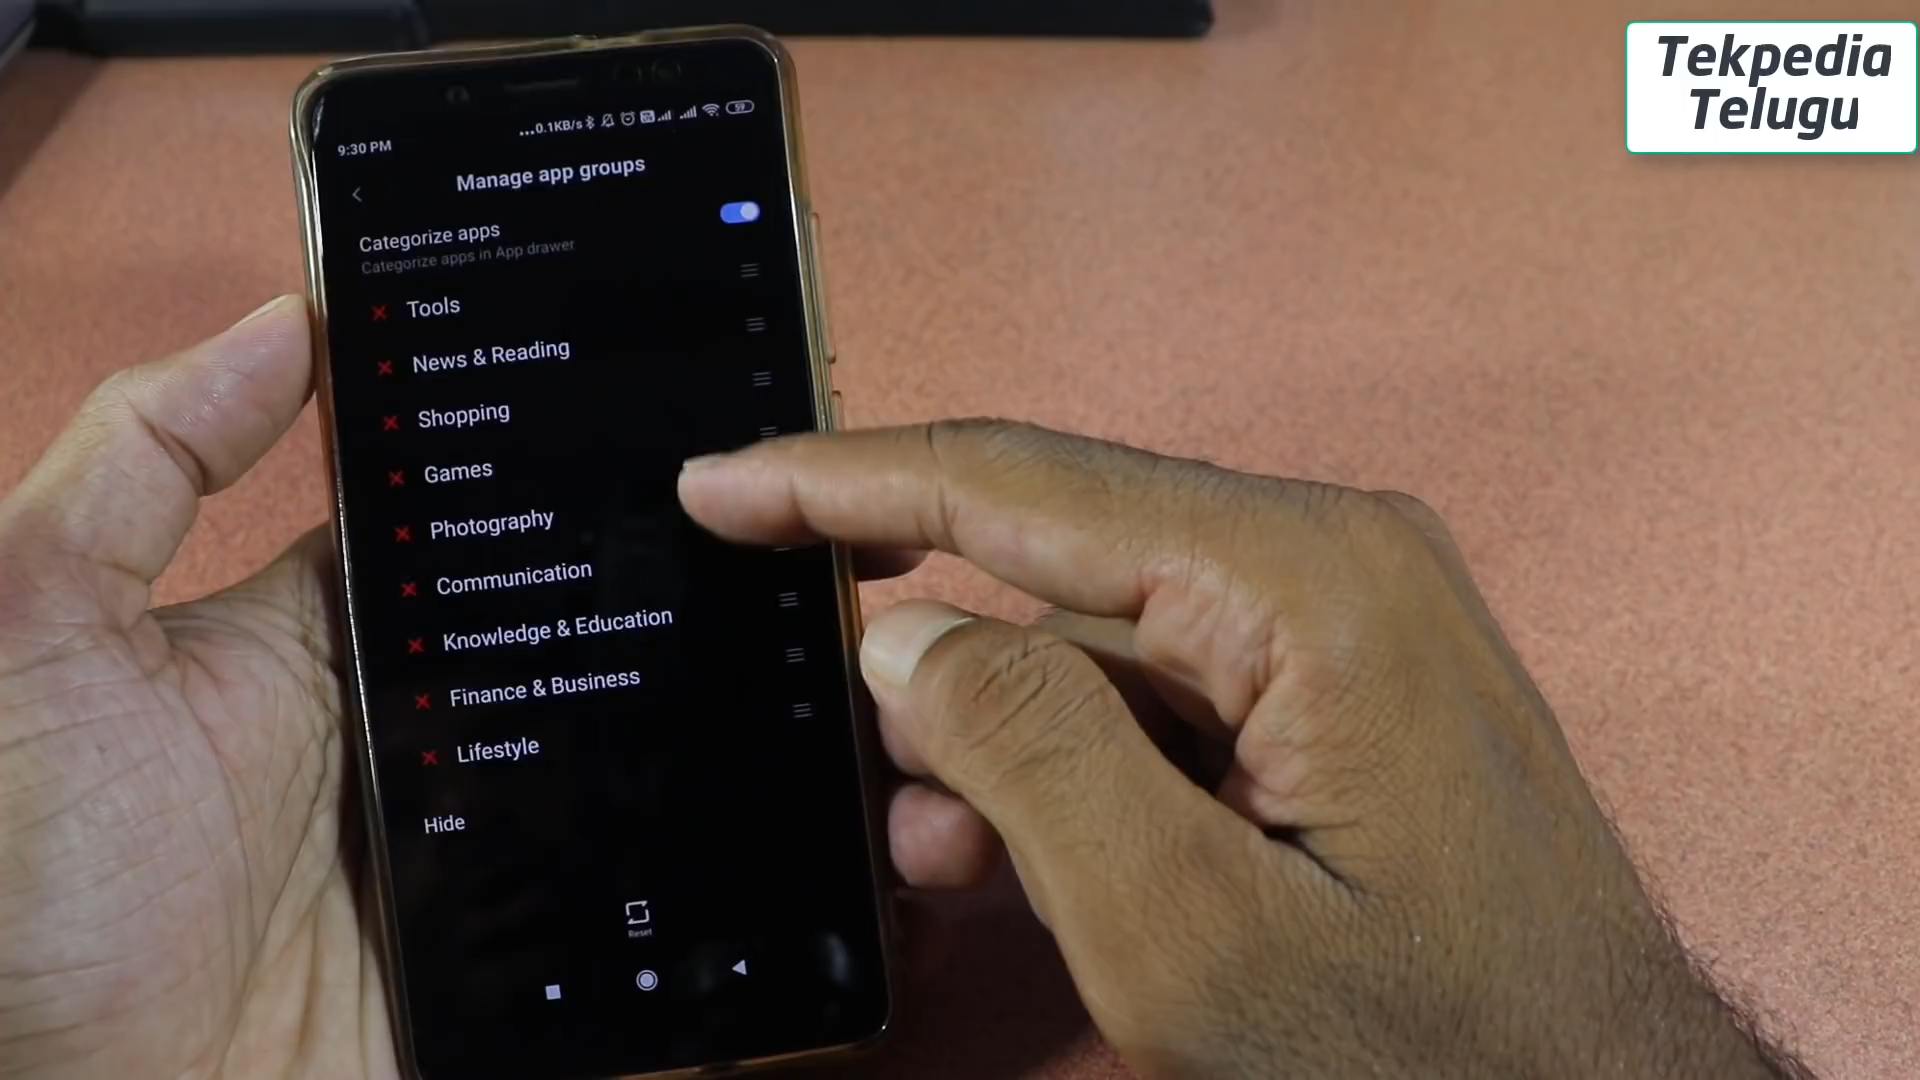 Tekpedia
Telugu
9:30 PM
...0.1KB/s
59
Manage app groups
Categorize apps
Categorize apps in App drawer
Tools
News & Reading
Shopping
Games
Photography
Communication
Knowledge & Education
Finance & Business
Lifestyle
Hide
Reset